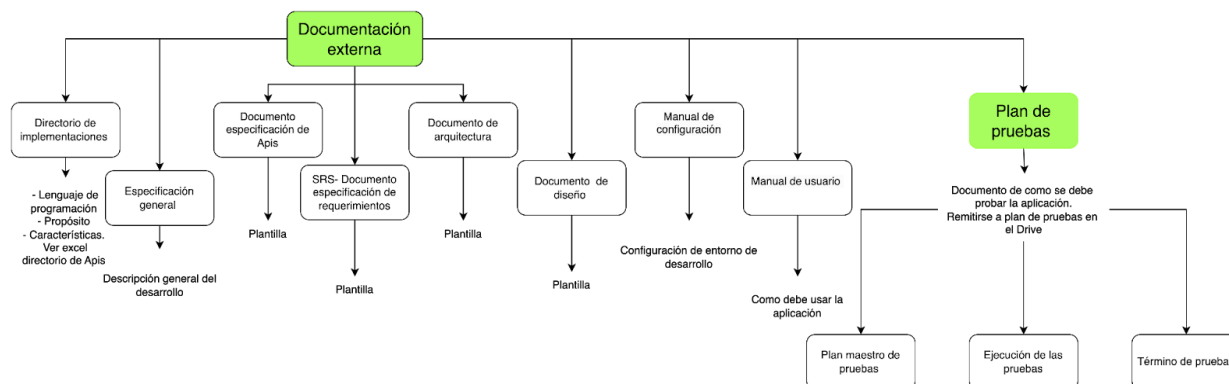 Documentación
externa
Directorio de
implementaciones
Documento
especificación de
Apis
Documento de
arquitectura
Manual de
configuración
Plan de
pruebas
Especificación
general
SRS- Documento
especificación de
requerimientos
Documento de
diseño
Manual de usuario
- Lenguaje de
programación
- Propósito
- Características.
Ver excel
directorio de Apis
Plantilla
Plantilla
Documento de como se debe
probar la aplicación.
Remitirse a plan de pruebas en
el Drive
Descripción general del
desarrollo
Plantilla
Plantilla
Configuración de entorno de
desarrollo
Como debe usar la
aplicación
Plan maestro de
pruebas
Ejecución de las
pruebas
Término de prueba